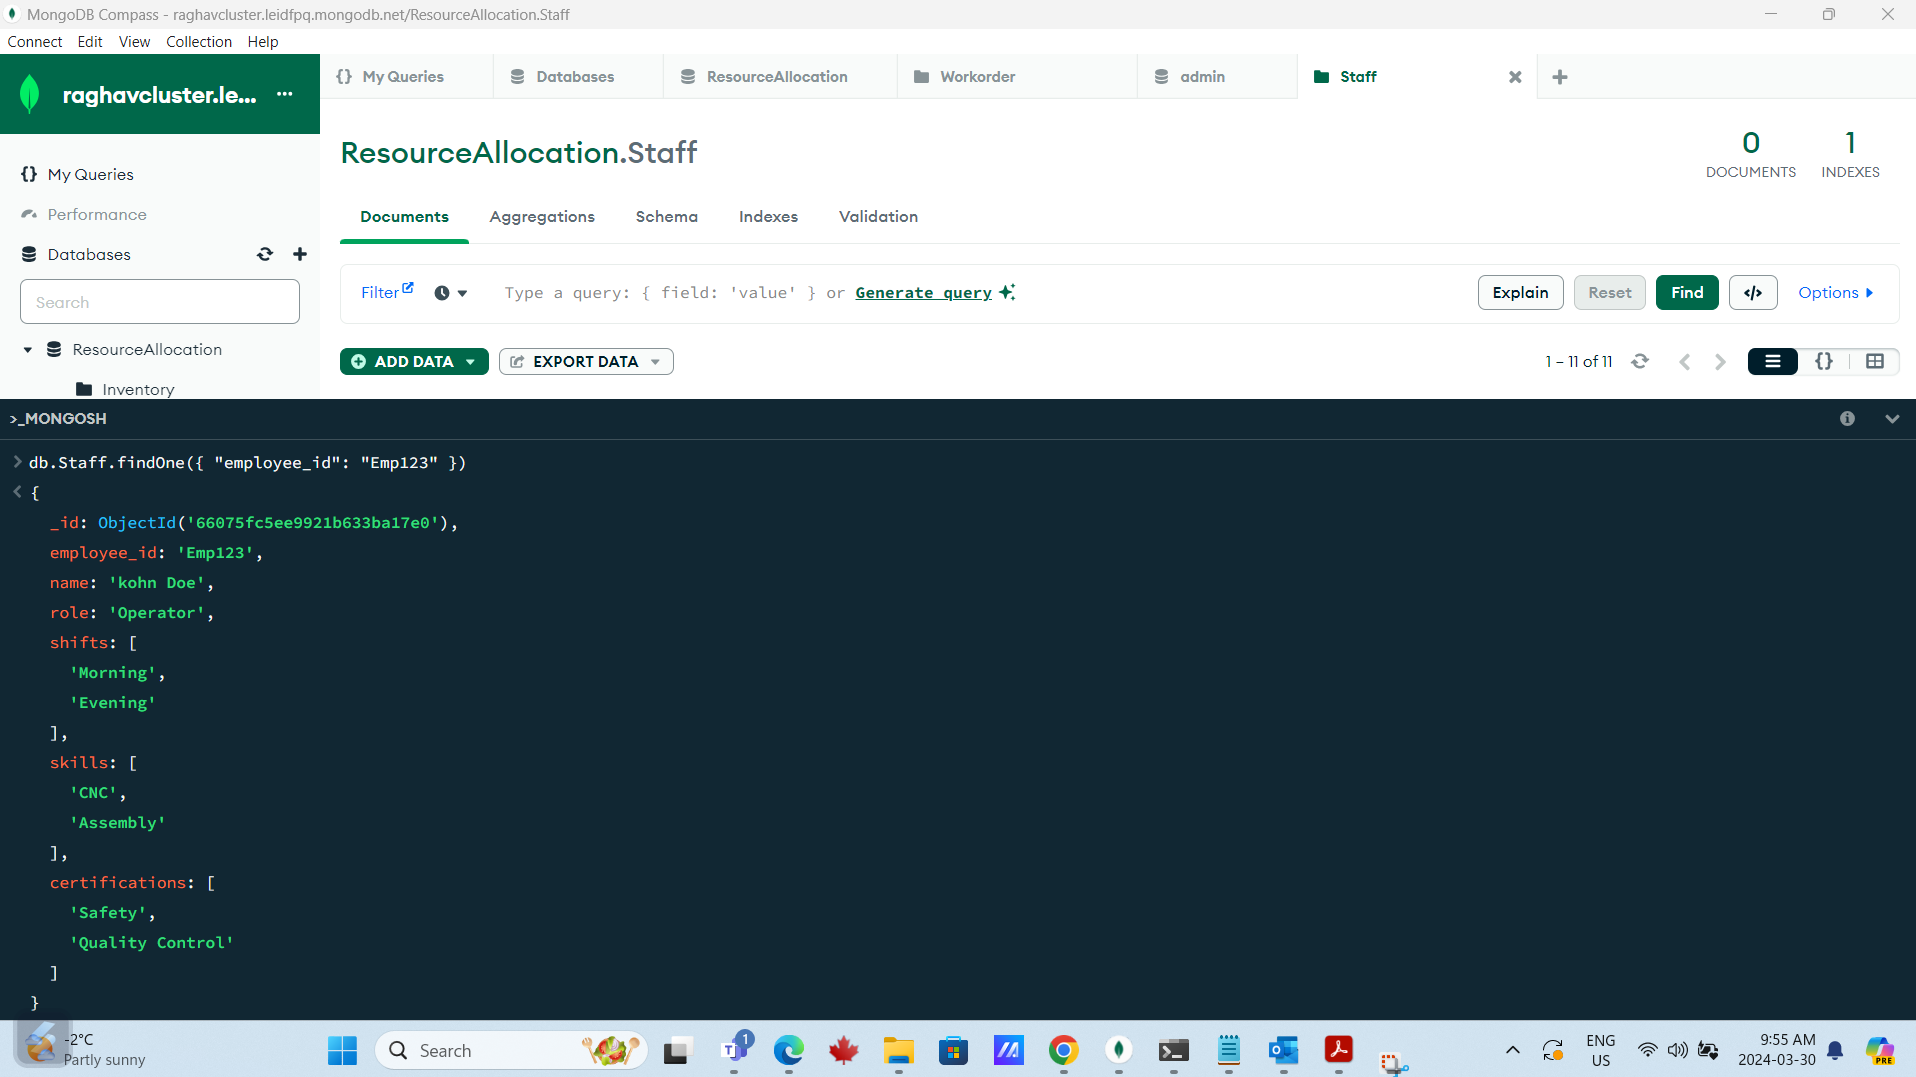 MongoDB Compass - raghavcluster.leidfpq.mongodb.net/ResourceAllocation.Staff
Connect Edit View Collection Help
raghavcluster.le... ...
My Queries Databases ResourceAllocation Workorder admin Staff
ResourceAllocation.Staff
0 1
DOCUMENTS INDEXES
{} My Queries
Performance
Databases
Search
ResourceAllocation
Inventory
Documents Aggregations Schema Indexes Validation
Filter Type a query: { field: 'value' } or Generate query Explain Reset Find </> Options
ADD DATA EXPORT DATA 1 – 11 of 11 {}
>_MONGOSH
> db.Staff.findOne({ "employee_id": "Emp123" })
< {
_id: ObjectId('66075fc5ee9921b633ba17e0'),
employee_id: 'Emp123',
name: 'kohn Doe',
role: 'Operator',
shifts: [
'Morning',
'Evening'
],
skills: [
'CNC',
'Assembly'
],
certifications: [
'Safety',
'Quality Control'
]
}
-2°C
Partly sunny
Search
1
ENG
US
9:55 AM
2024-03-30
PRE